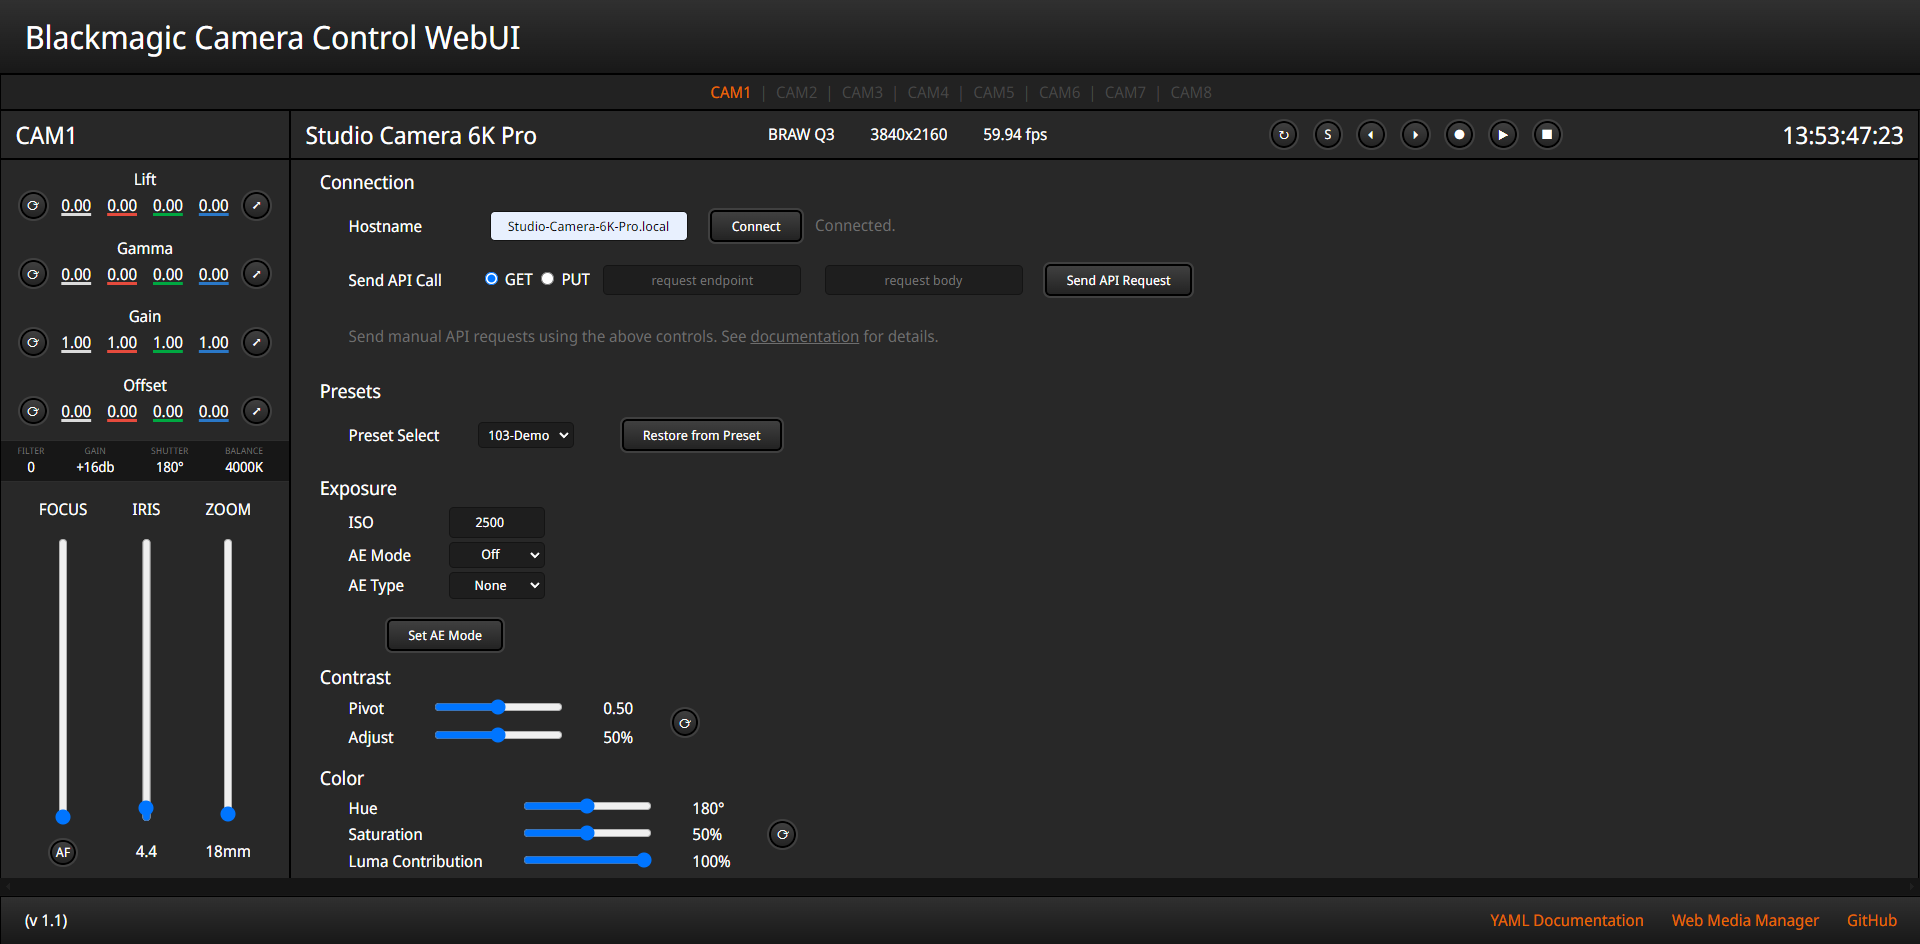 Blackmagic Camera Control WebUI
CAM1 | CAM2 | CAM3 | CAM4 | CAM5 | CAM6 | CAM7 | CAM8
CAM1
Studio Camera 6K Pro BRAW Q3 3840x2160 59.94 fps S 13:53:47:23
Lift
0.00 0.00 0.00 0.00
Gamma
0.00 0.00 0.00 0.00
Gain
1.00 1.00 1.00 1.00
Offset
0.00 0.00 0.00 0.00
FILTER GAIN SHUTTER BALANCE
0 +16db 180° 4000K
FOCUS IRIS ZOOM
AF 4.4 18mm
Connection
Hostname Studio-Camera-6K-Pro.local Connect Connected.
Send API Call GET PUT request endpoint request body Send API Request
Send manual API requests using the above controls. See documentation for details.
Presets
Preset Select 103-Demo Restore from Preset
Exposure
ISO 2500
AE Mode Off
AE Type None
Set AE Mode
Contrast
Pivot 0.50
Adjust 50%
Color
Hue 180°
Saturation 50%
Luma Contribution 100%
(v 1.1) YAML Documentation Web Media Manager GitHub